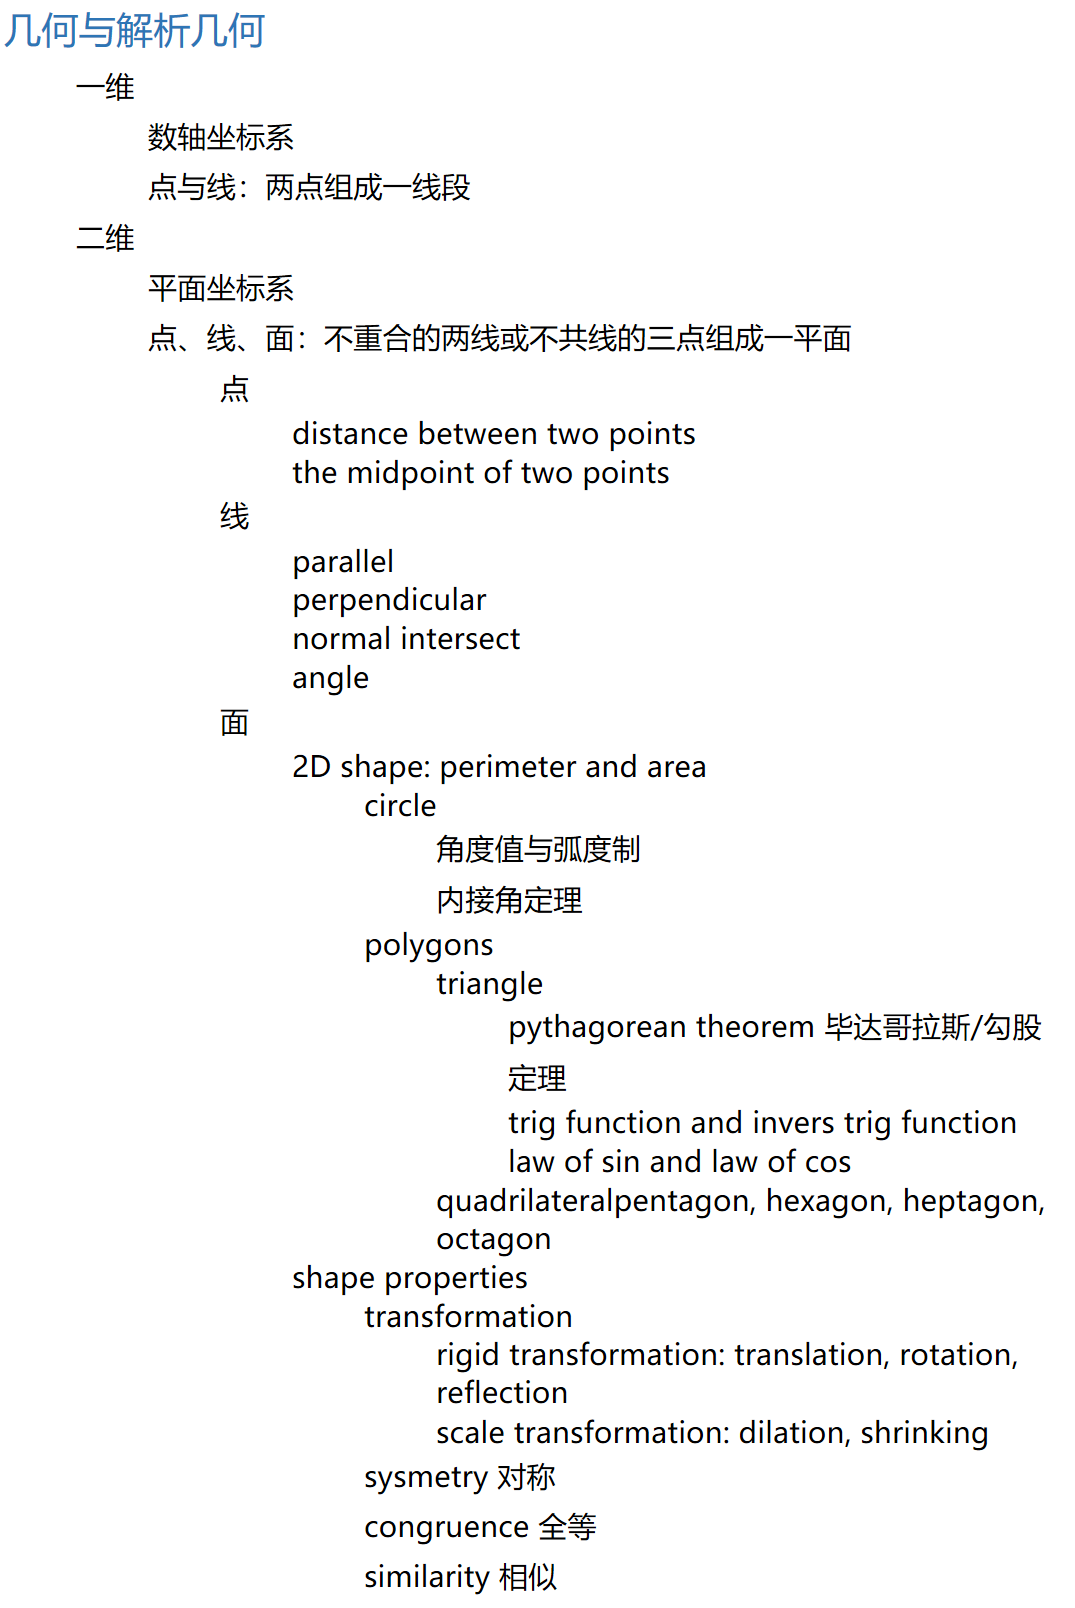 几何与解析几何
一维
数轴坐标系
点与线：两点组成一线段
二维
平面坐标系
点、线、面：不重合的两线或不共线的三点组成一平面
点
distance between two points
the midpoint of two points
线
parallel
perpendicular
normal intersect
angle
面
2D shape: perimeter and area
circle
角度值与弧度制
内接角定理
polygons
triangle
pythagorean theorem 毕达哥拉斯/勾股
定理
trig function and invers trig function
law of sin and law of cos
quadrilateralpentagon, hexagon, heptagon,
octagon
shape properties
transformation
rigid transformation: translation, rotation,
reflection
scale transformation: dilation, shrinking
sysmetry 对称
congruence 全等
similarity 相似